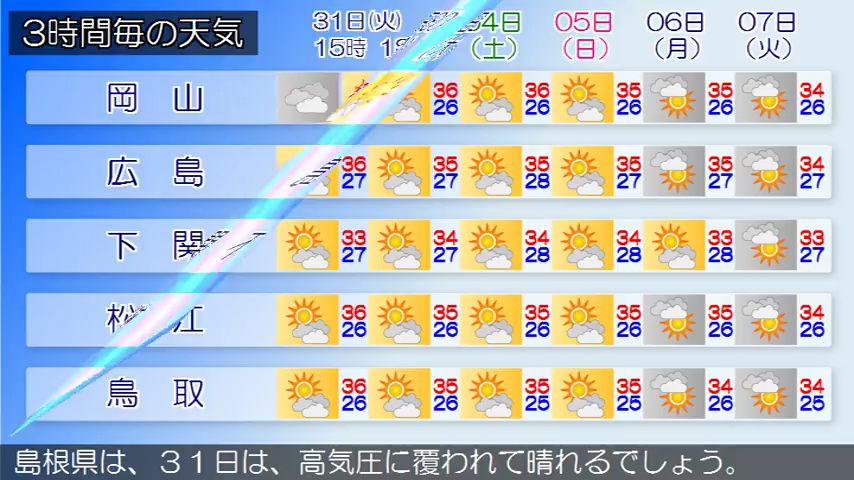 3時間毎の天気
31日(火) 4日 05日 06日 07日
15時 (土) (日) (月) (火)
岡 山 36 36 35 35 34
26 26 26 26 26
広 島 36 35 35 35 35 34
27 27 28 27 27 27
下 関 33 34 34 34 33 33
27 27 28 28 28 27
松 江 36 35 35 35 35 34
26 26 26 26 26 26
鳥 取 36 35 35 35 34 34
26 26 25 25 26 25
島根県は、31日は、高気圧に覆われて晴れるでしょう。